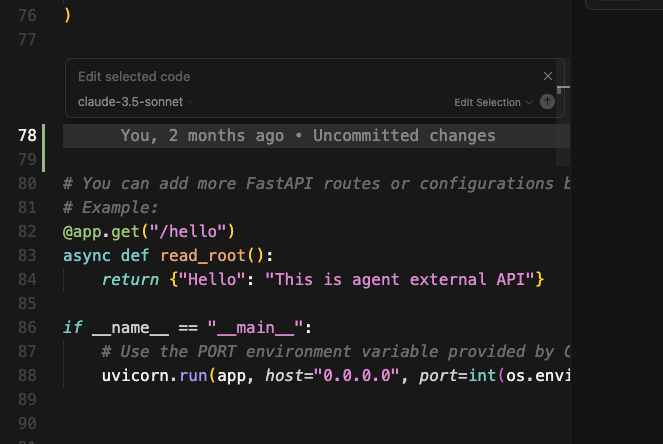 76 )
77
Edit selected code ×
claude-3.5-sonnet Edit Selection
78 You, 2 months ago • Uncommitted changes
79
80 # You can add more FastAPI routes or configurations
81 # Example:
82 @app.get("/hello")
83 async def read_root():
84 return {"Hello": "This is agent external API"}
85
86 if __name__ == "__main__":
87 # Use the PORT environment variable provided by
88 uvicorn.run(app, host="0.0.0.0", port=int(os.envi
89
90